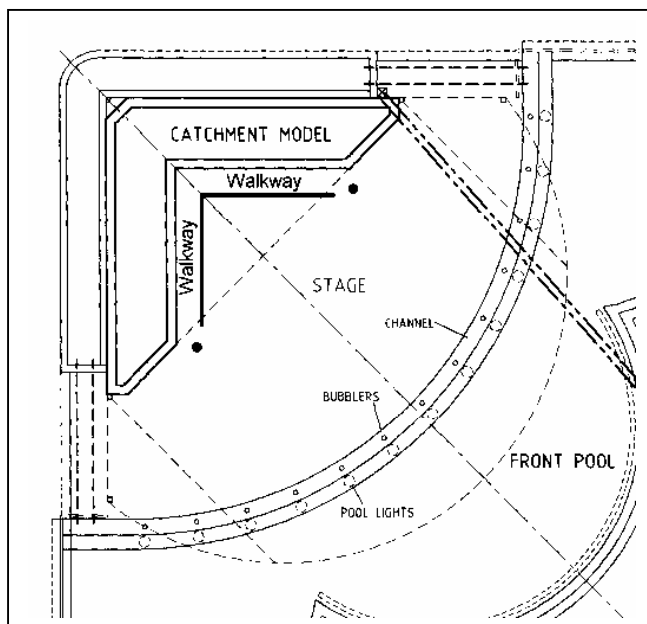 CATCHMENT MODEL
Walkway
Walkway
STAGE
CHANNEL
BUBBLERS
FRONT POOL
POOL LIGHTS